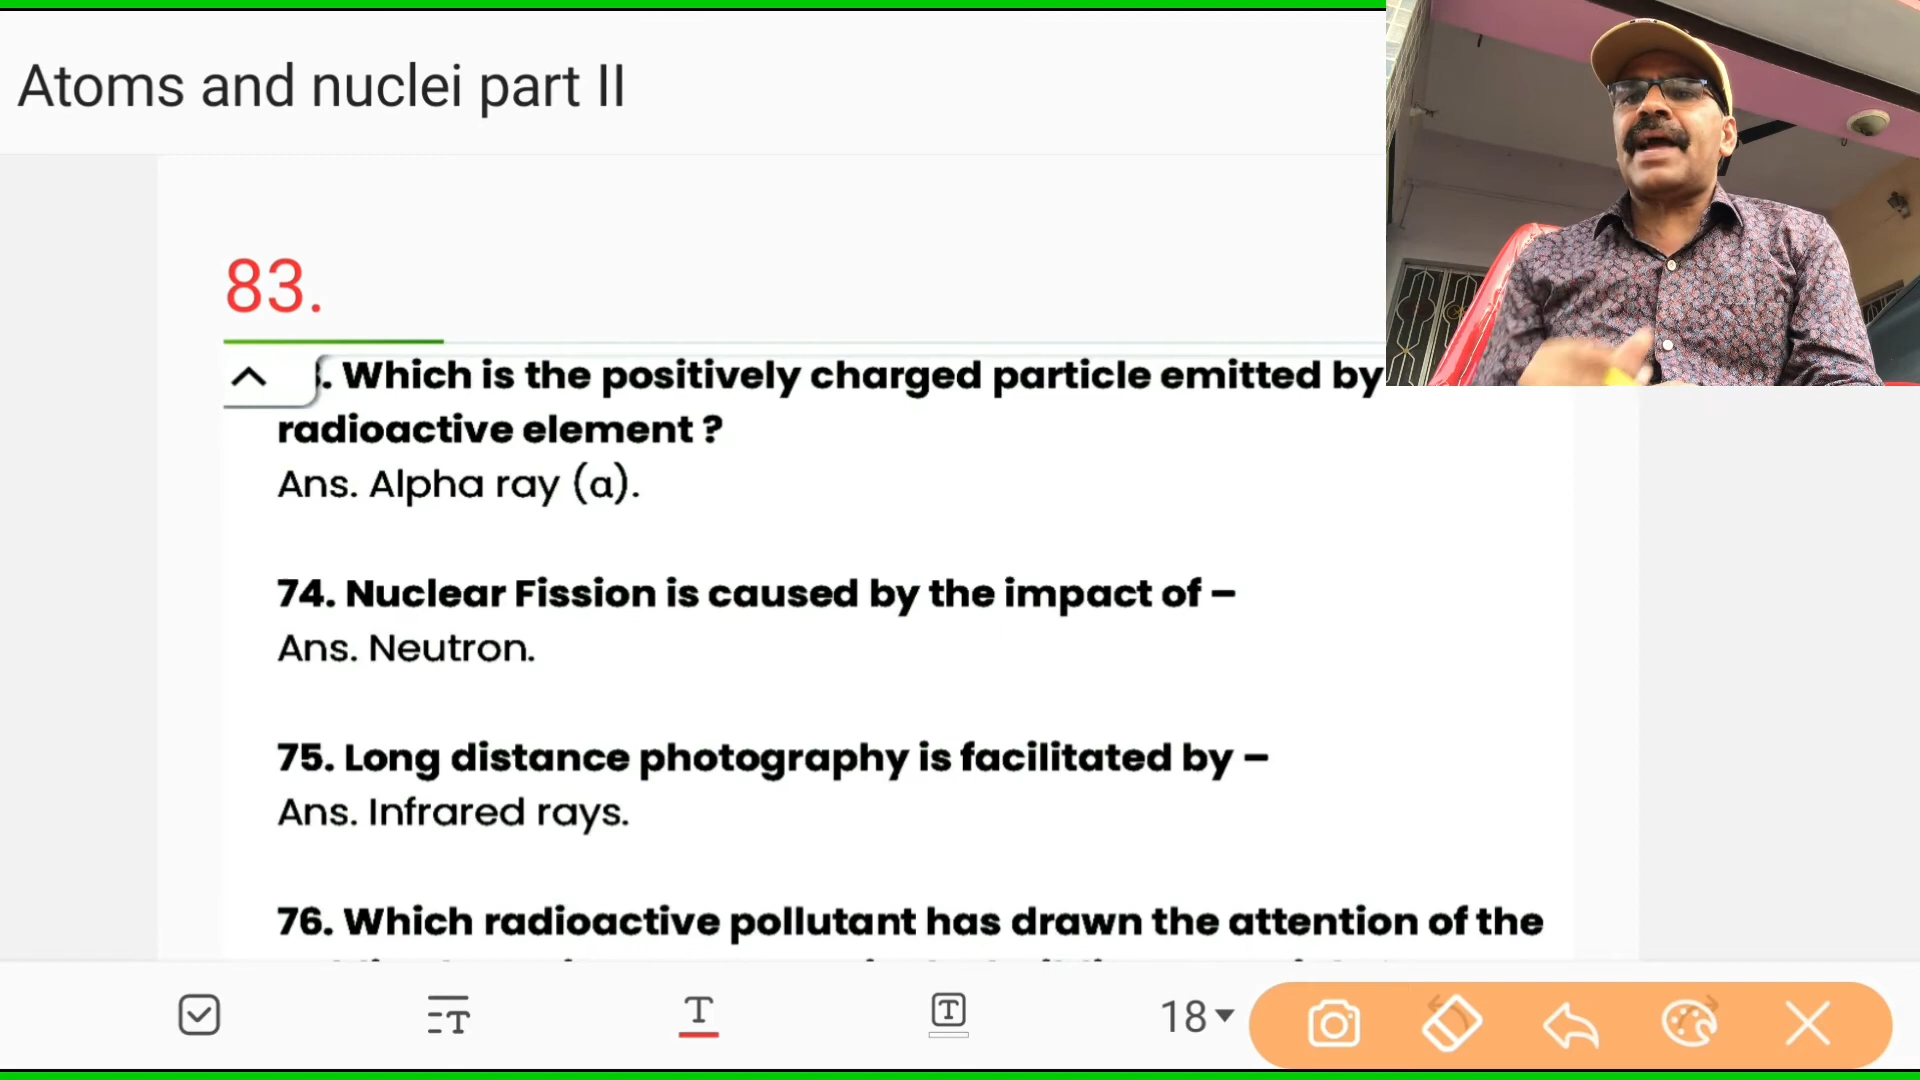 Atoms and nuclei part II
83.
. Which is the positively charged particle emitted by
radioactive element ?
Ans. Alpha ray (α).
74. Nuclear Fission is caused by the impact of –
Ans. Neutron.
75. Long distance photography is facilitated by –
Ans. Infrared rays.
76. Which radioactive pollutant has drawn the attention of the
18